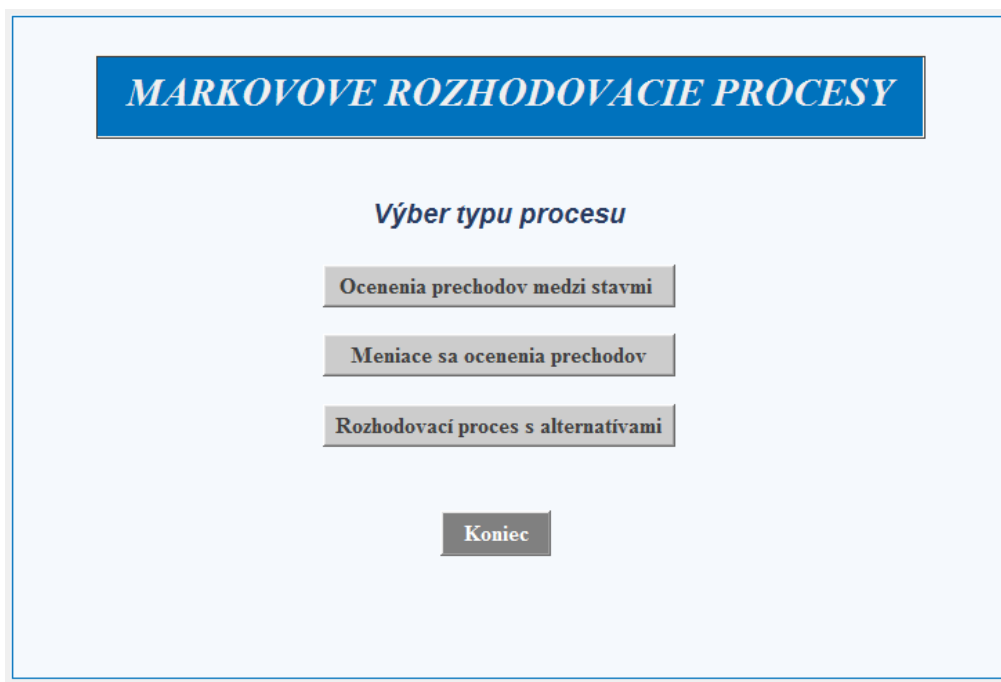 MARKOVOVE ROZHODOVACIE PROCESY
Výber typu procesu
Ocenenia prechodov medzi stavmi
Meniace sa ocenenia prechodov
Rozhodovací proces s alternatívami
Koniec